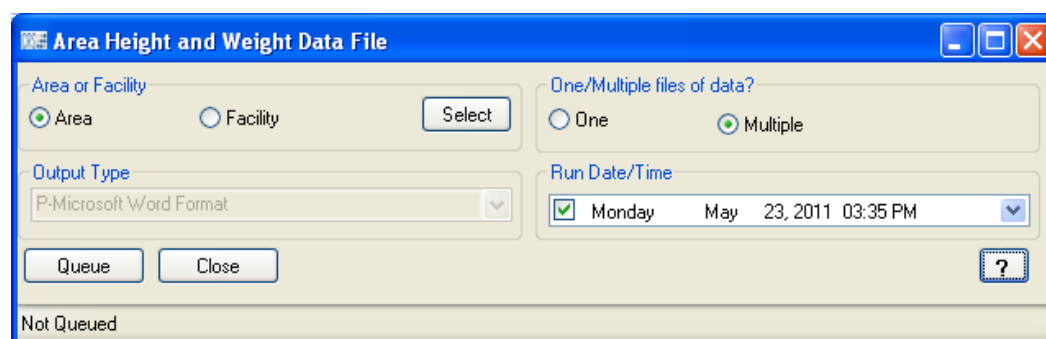 Area Height and Weight Data File
Area or Facility
Area
Facility
Select
One/Multiple files of data?
One
Multiple
Output Type
P-Microsoft Word Format
Run Date/Time
Monday May 23, 2011 03:35 PM
Queue
Close
?
Not Queued